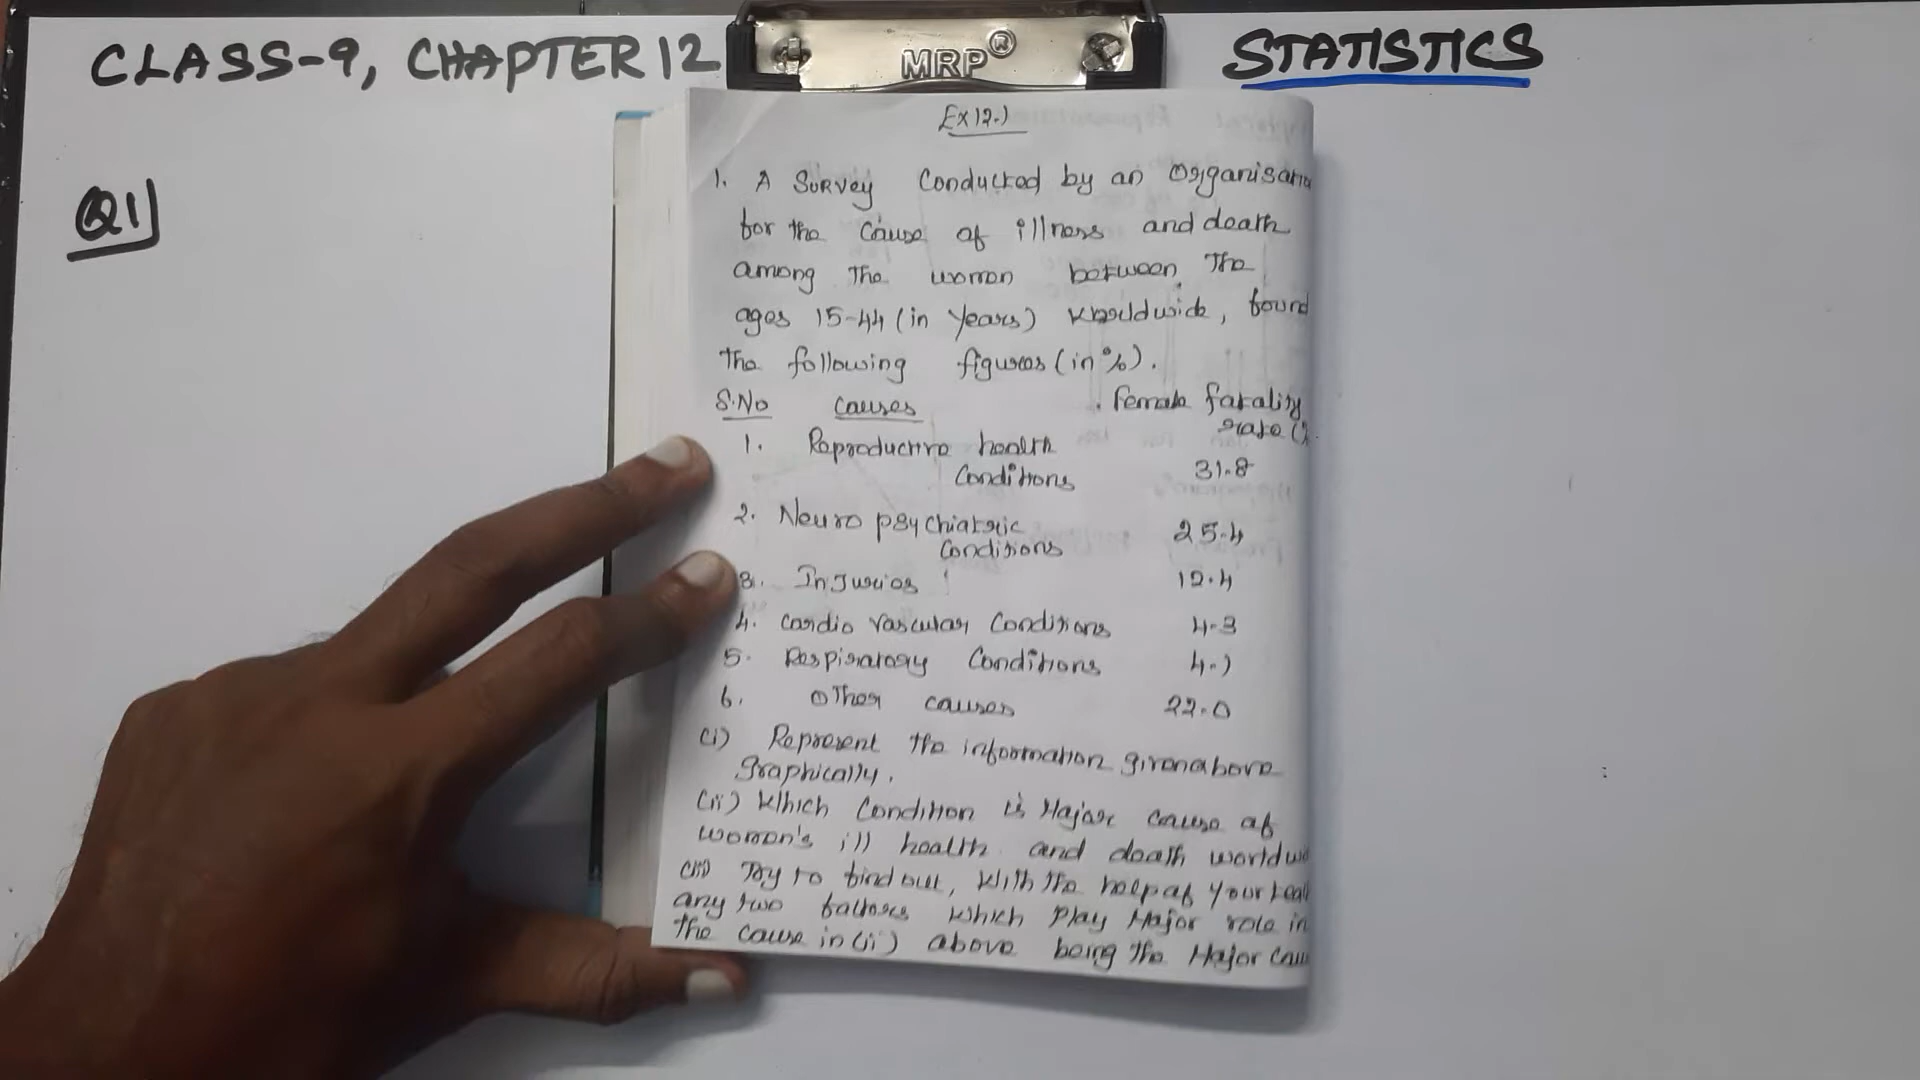 CLASS-9, CHAPTER 12
MRP®
STATISTICS
Q1)
Ex 12.1
1. A Survey Conducted by an Organisatio
for the cause of illness and death
among the women between the
ages 15-44 (in years) Worldwide, found
the following figures (in %).
S.No Causes Female fatality
rate (
1. Reproductive health
Conditions 31.8
2. Neuro psychiatric
Conditions 25.4
3. Injuries 12.4
4. Cardio vascular Conditions 4.3
5. Respiratory Conditions 4.1
6. Other causes 22.0
(i) Represent the information given above
graphically.
(ii) Which Condition is Major cause of
women's ill health and death worldwi
(iii) Try to find out, With the help of your tea
any two factors which play Major role in
the cause in (ii) above being the Major cau